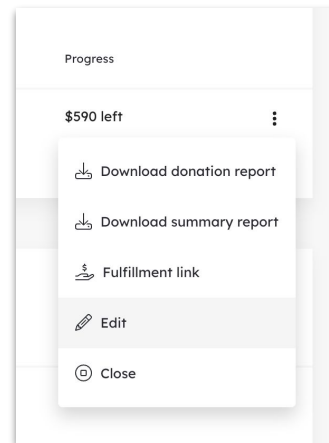 Progress
$590 left
Download donation report
Download summary report
Fulfillment link
Edit
Close